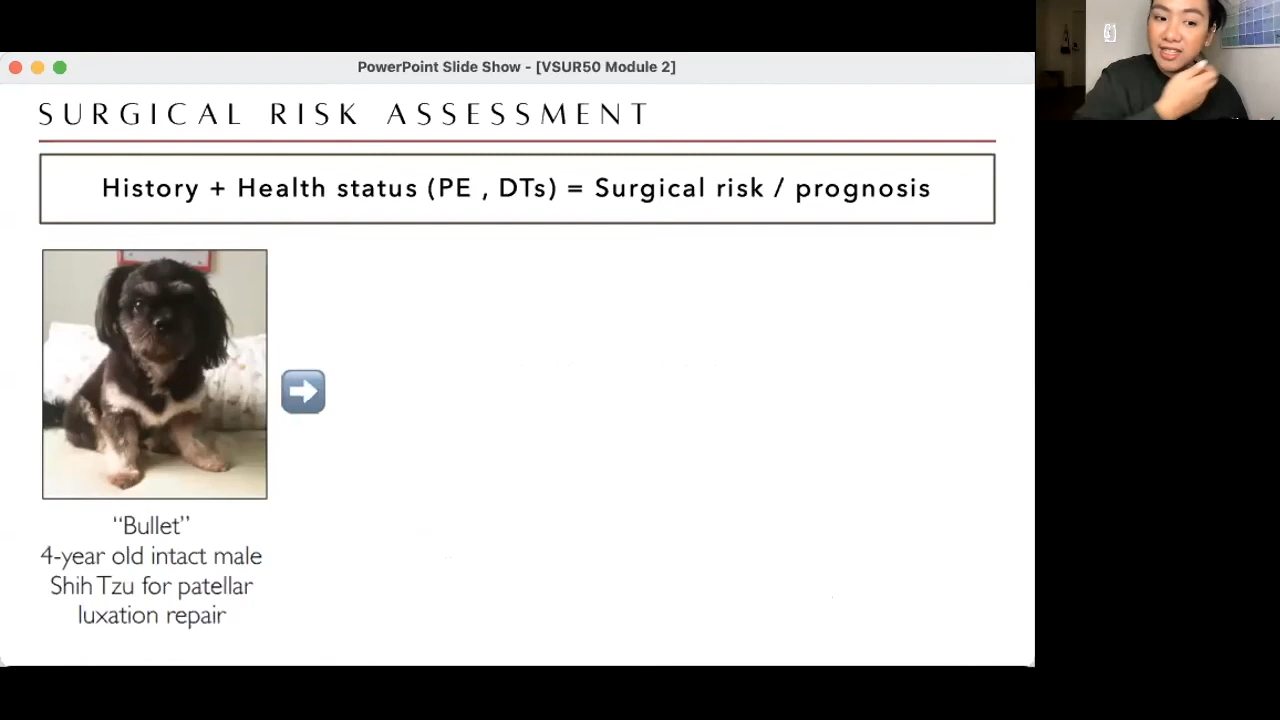 PowerPoint Slide Show - [VSUR50 Module 2]
SURGICAL RISK ASSESSMENT
History + Health status (PE , DTs) = Surgical risk / prognosis
“Bullet”
4-year old intact male
Shih Tzu for patellar
luxation repair